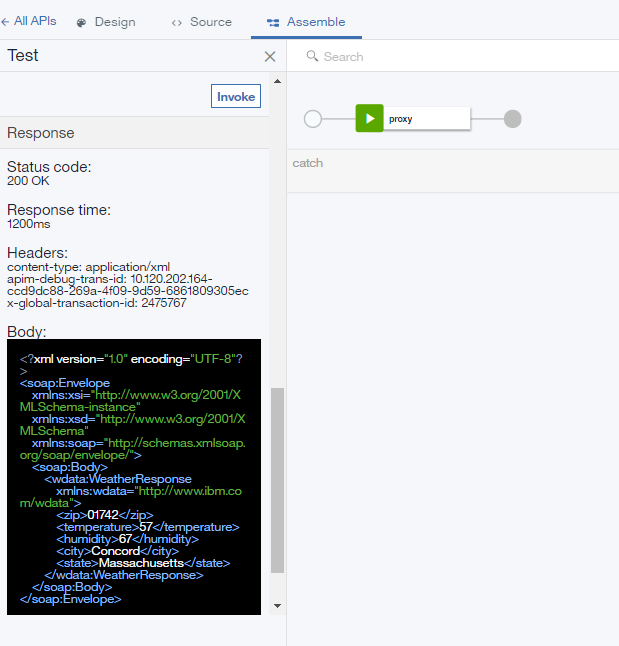 ← All APIs Design <> Source Assemble
Test
Search
Invoke
proxy
Response
catch
Status code:
200 OK
Response time:
1200ms
Headers:
content-type: application/xml
apim-debug-trans-id: 10.120.202.164-
ccd9dc88-269a-4f09-9d59-6861809305ec
x-global-transaction-id: 2475767
Body:
<?xml version="1.0" encoding="UTF-8"?
>
<soap:Envelope
xmlns:xsi="http://www.w3.org/2001/X
MLSchema-instance"
xmlns:xsd="http://www.w3.org/2001/X
MLSchema"
xmlns:soap="http://schemas.xmlsoap.
org/soap/envelope/">
<soap:Body>
<wdata:WeatherResponse
xmlns:wdata="http://www.ibm.co
m/wdata">
<zip>01742</zip>
<temperature>57</temperature>
<humidity>67</humidity>
<city>Concord</city>
<state>Massachusetts</state>
</wdata:WeatherResponse>
</soap:Body>
</soap:Envelope>